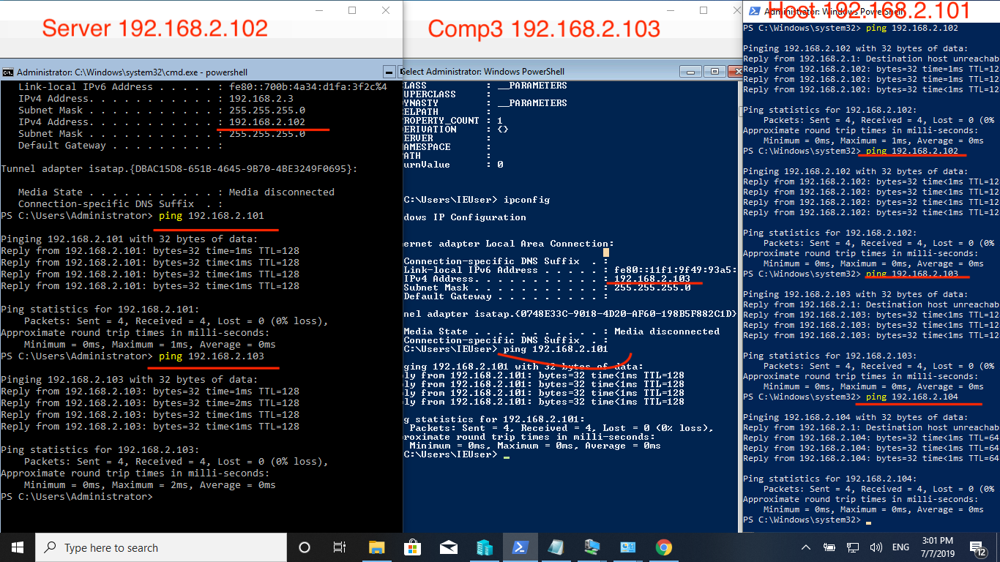 Server 192.168.2.102
Administrator: C:\Windows\system32\cmd.exe - powershell
Link-local IPv6 Address . . . . . : fe80::700b:4a34:d1fa:3f2c%4
IPv4 Address. . . . . . . . . . . : 192.168.2.3
Subnet Mask . . . . . . . . . . . : 255.255.255.0
IPv4 Address. . . . . . . . . . . : 192.168.2.102
Subnet Mask . . . . . . . . . . . : 255.255.255.0
Default Gateway . . . . . . . . . :
Tunnel adapter isatap.{DBAC15D8-651B-4645-9B70-4BE3249F0695}:
Media State . . . . . . . . . . . : Media disconnected
Connection-specific DNS Suffix  . :
PS C:\Users\Administrator> ping 192.168.2.101
Pinging 192.168.2.101 with 32 bytes of data:
Reply from 192.168.2.101: bytes=32 time=1ms TTL=128
Reply from 192.168.2.101: bytes=32 time<1ms TTL=128
Reply from 192.168.2.101: bytes=32 time<1ms TTL=128
Reply from 192.168.2.101: bytes=32 time<1ms TTL=128
Ping statistics for 192.168.2.101:
Packets: Sent = 4, Received = 4, Lost = 0 (0% loss),
Approximate round trip times in milli-seconds:
Minimum = 0ms, Maximum = 1ms, Average = 0ms
PS C:\Users\Administrator> ping 192.168.2.103
Pinging 192.168.2.103 with 32 bytes of data:
Reply from 192.168.2.103: bytes=32 time=1ms TTL=128
Reply from 192.168.2.103: bytes=32 time=2ms TTL=128
Reply from 192.168.2.103: bytes=32 time<1ms TTL=128
Reply from 192.168.2.103: bytes=32 time<1ms TTL=128
Ping statistics for 192.168.2.103:
Packets: Sent = 4, Received = 4, Lost = 0 (0% loss),
Approximate round trip times in milli-seconds:
Minimum = 0ms, Maximum = 2ms, Average = 0ms
PS C:\Users\Administrator>
Comp3 192.168.2.103
Select Administrator: Windows PowerShell
CLASS : __PARAMETERS
UPERCLASS :
YNASTY : __PARAMETERS
ELPATH :
ROPERTY_COUNT : 1
ERIVATION : {}
ERVER :
AMESPACE :
ATH :
urnValue : 0
C:\Users\IEUser> ipconfig
dows IP Configuration
ernet adapter Local Area Connection:
Connection-specific DNS Suffix  . :
Link-local IPv6 Address . . . . . : fe80::11f1:9f49:93a5:
IPv4 Address. . . . . . . . . . . : 192.168.2.103
Subnet Mask . . . . . . . . . . . : 255.255.255.0
Default Gateway . . . . . . . . . :
nel adapter isatap.{0748E33C-9018-4D20-AF60-198B5F882C1D}
Media State . . . . . . . . . . . : Media disconnected
Connection-specific DNS Suffix  . :
C:\Users\IEUser> ping 192.168.2.101
ging 192.168.2.101 with 32 bytes of data:
ly from 192.168.2.101: bytes=32 time<1ms TTL=128
ly from 192.168.2.101: bytes=32 time<1ms TTL=128
ly from 192.168.2.101: bytes=32 time<1ms TTL=128
ly from 192.168.2.101: bytes=32 time<1ms TTL=128
g statistics for 192.168.2.101:
Packets: Sent = 4, Received = 4, Lost = 0 (0% loss),
roximate round trip times in milli-seconds:
Minimum = 0ms, Maximum = 0ms, Average = 0ms
C:\Users\IEUser>
Host 192.168.2.101
Administrator: Windows PowerShell
PS C:\Windows\system32> ping 192.168.2.102
Pinging 192.168.2.102 with 32 bytes of data:
Reply from 192.168.2.1: Destination host unreachab
Reply from 192.168.2.102: bytes=32 time=1ms TTL=12
Reply from 192.168.2.102: bytes=32 time<1ms TTL=12
Reply from 192.168.2.102: bytes=32 time<1ms TTL=12
Ping statistics for 192.168.2.102:
Packets: Sent = 4, Received = 4, Lost = 0 (0%
Approximate round trip times in milli-seconds:
Minimum = 0ms, Maximum = 1ms, Average = 0ms
PS C:\Windows\system32> ping 192.168.2.102
Pinging 192.168.2.102 with 32 bytes of data:
Reply from 192.168.2.102: bytes=32 time<1ms TTL=12
Reply from 192.168.2.102: bytes=32 time<1ms TTL=12
Reply from 192.168.2.102: bytes=32 time<1ms TTL=12
Reply from 192.168.2.102: bytes=32 time<1ms TTL=12
Ping statistics for 192.168.2.102:
Packets: Sent = 4, Received = 4, Lost = 0 (0%
Approximate round trip times in milli-seconds:
Minimum = 0ms, Maximum = 0ms, Average = 0ms
PS C:\Windows\system32> ping 192.168.2.103
Pinging 192.168.2.103 with 32 bytes of data:
Reply from 192.168.2.1: Destination host unreachab
Reply from 192.168.2.103: bytes=32 time<1ms TTL=12
Reply from 192.168.2.103: bytes=32 time<1ms TTL=12
Reply from 192.168.2.103: bytes=32 time<1ms TTL=12
Ping statistics for 192.168.2.103:
Packets: Sent = 4, Received = 4, Lost = 0 (0%
Approximate round trip times in milli-seconds:
Minimum = 0ms, Maximum = 0ms, Average = 0ms
PS C:\Windows\system32> ping 192.168.2.104
Pinging 192.168.2.104 with 32 bytes of data:
Reply from 192.168.2.1: Destination host unreachab
Reply from 192.168.2.104: bytes=32 time<1ms TTL=64
Reply from 192.168.2.104: bytes=32 time<1ms TTL=64
Reply from 192.168.2.104: bytes=32 time<1ms TTL=64
Ping statistics for 192.168.2.104:
Packets: Sent = 4, Received = 4, Lost = 0 (0%
Approximate round trip times in milli-seconds:
Minimum = 0ms, Maximum = 0ms, Average = 0ms
PS C:\Windows\system32>
Type here to search
ENG
3:01 PM
7/7/2019
12